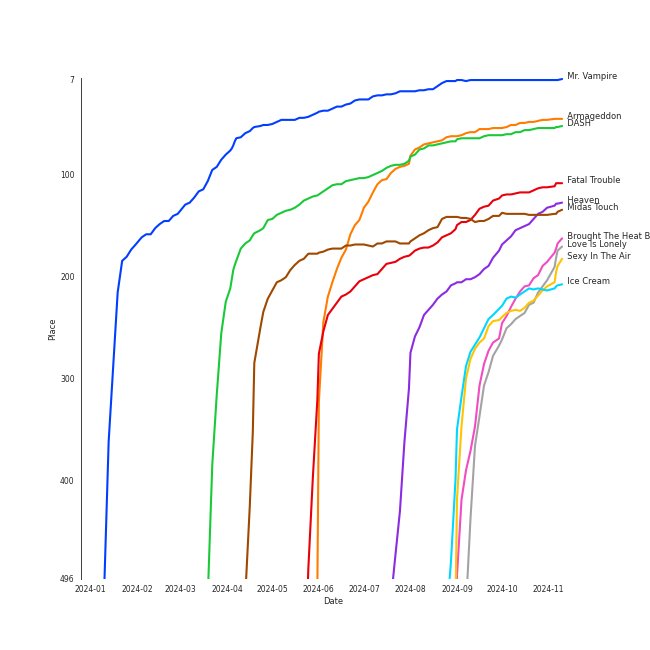 7
100
200
300
400
496
Place
2024-01 2024-02 2024-03 2024-04 2024-05 2024-06 2024-07 2024-08 2024-09 2024-10 2024-11
Date
Mr. Vampire
Armageddon
DASH
Fatal Trouble
Heaven
Midas Touch
Brought The Heat B
Love Is Lonely
Sexy In The Air
Ice Cream